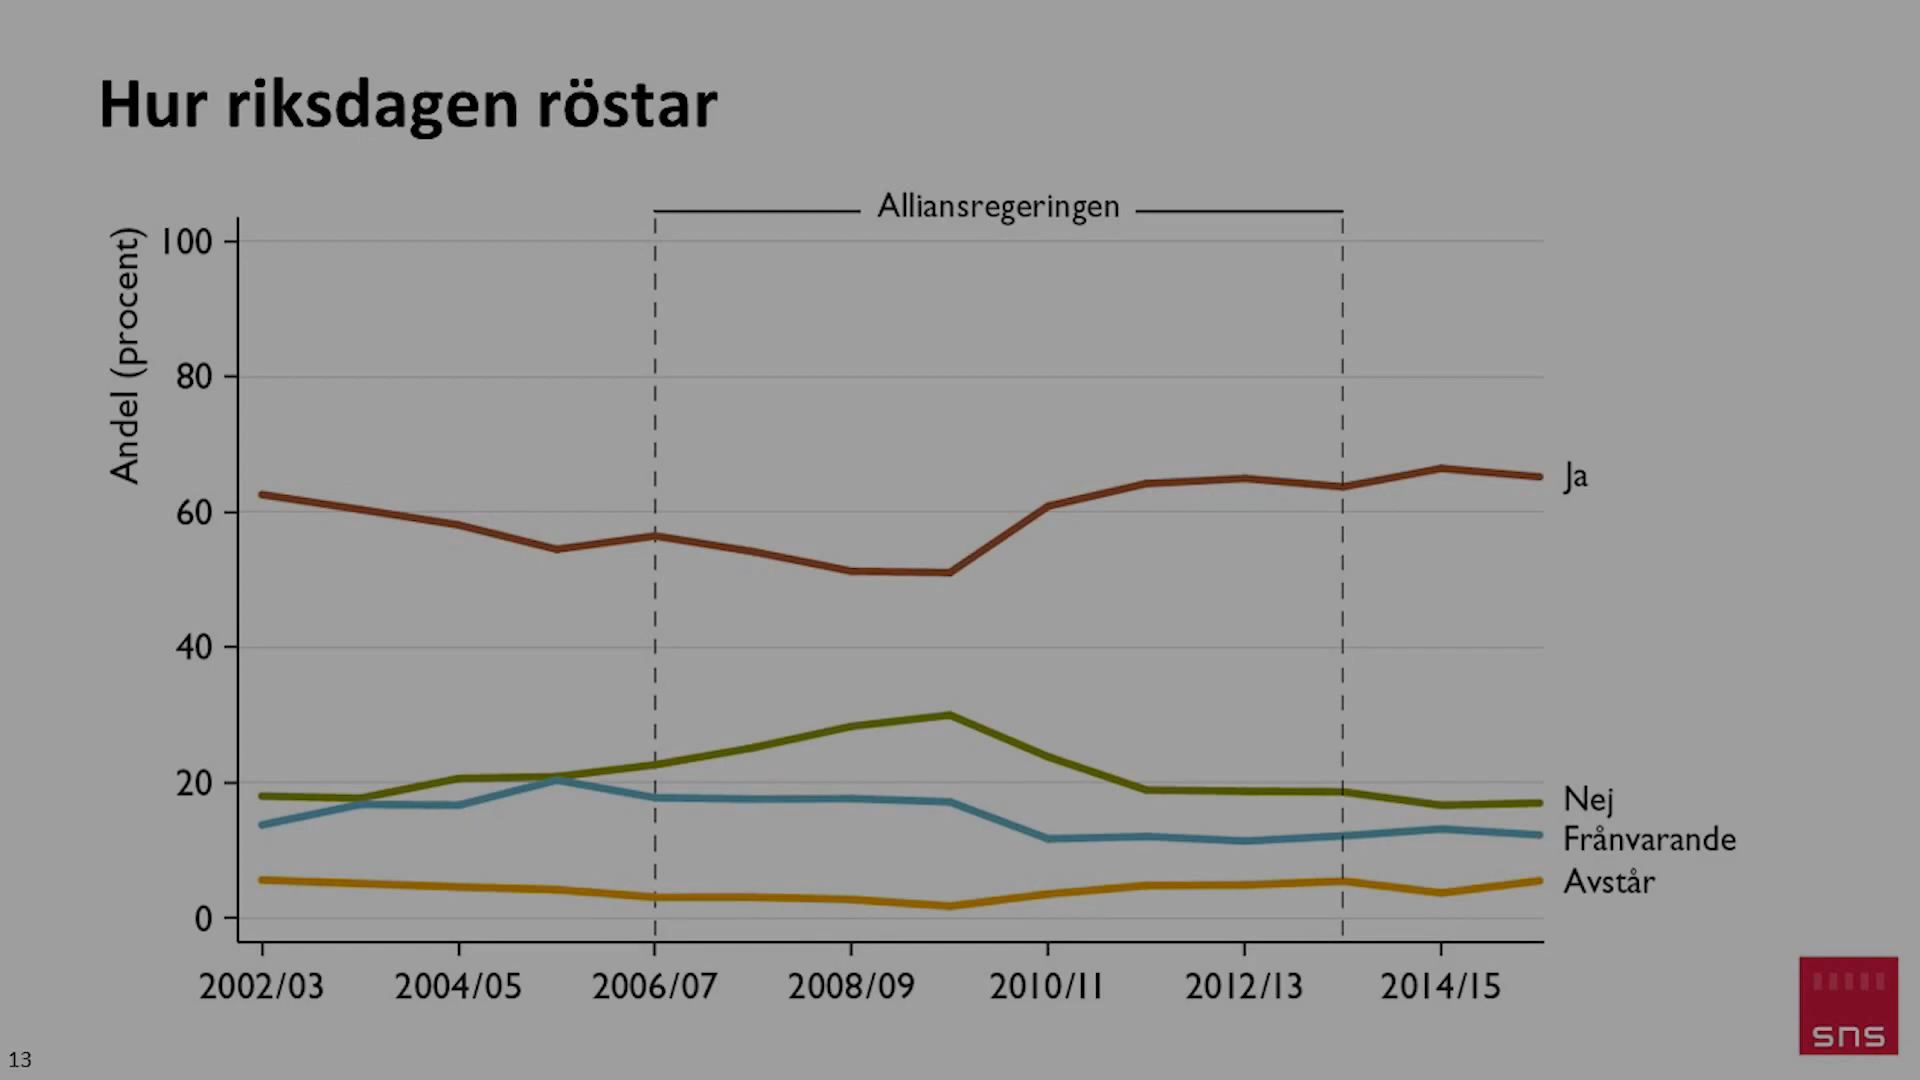 Hur riksdagen röstar
Alliansregeringen
Andel (procent)
100
80
60
40
20
0
Ja
Nej
Frånvarande
Avstår
2002/03 2004/05 2006/07 2008/09 2010/11 2012/13 2014/15
sns
13